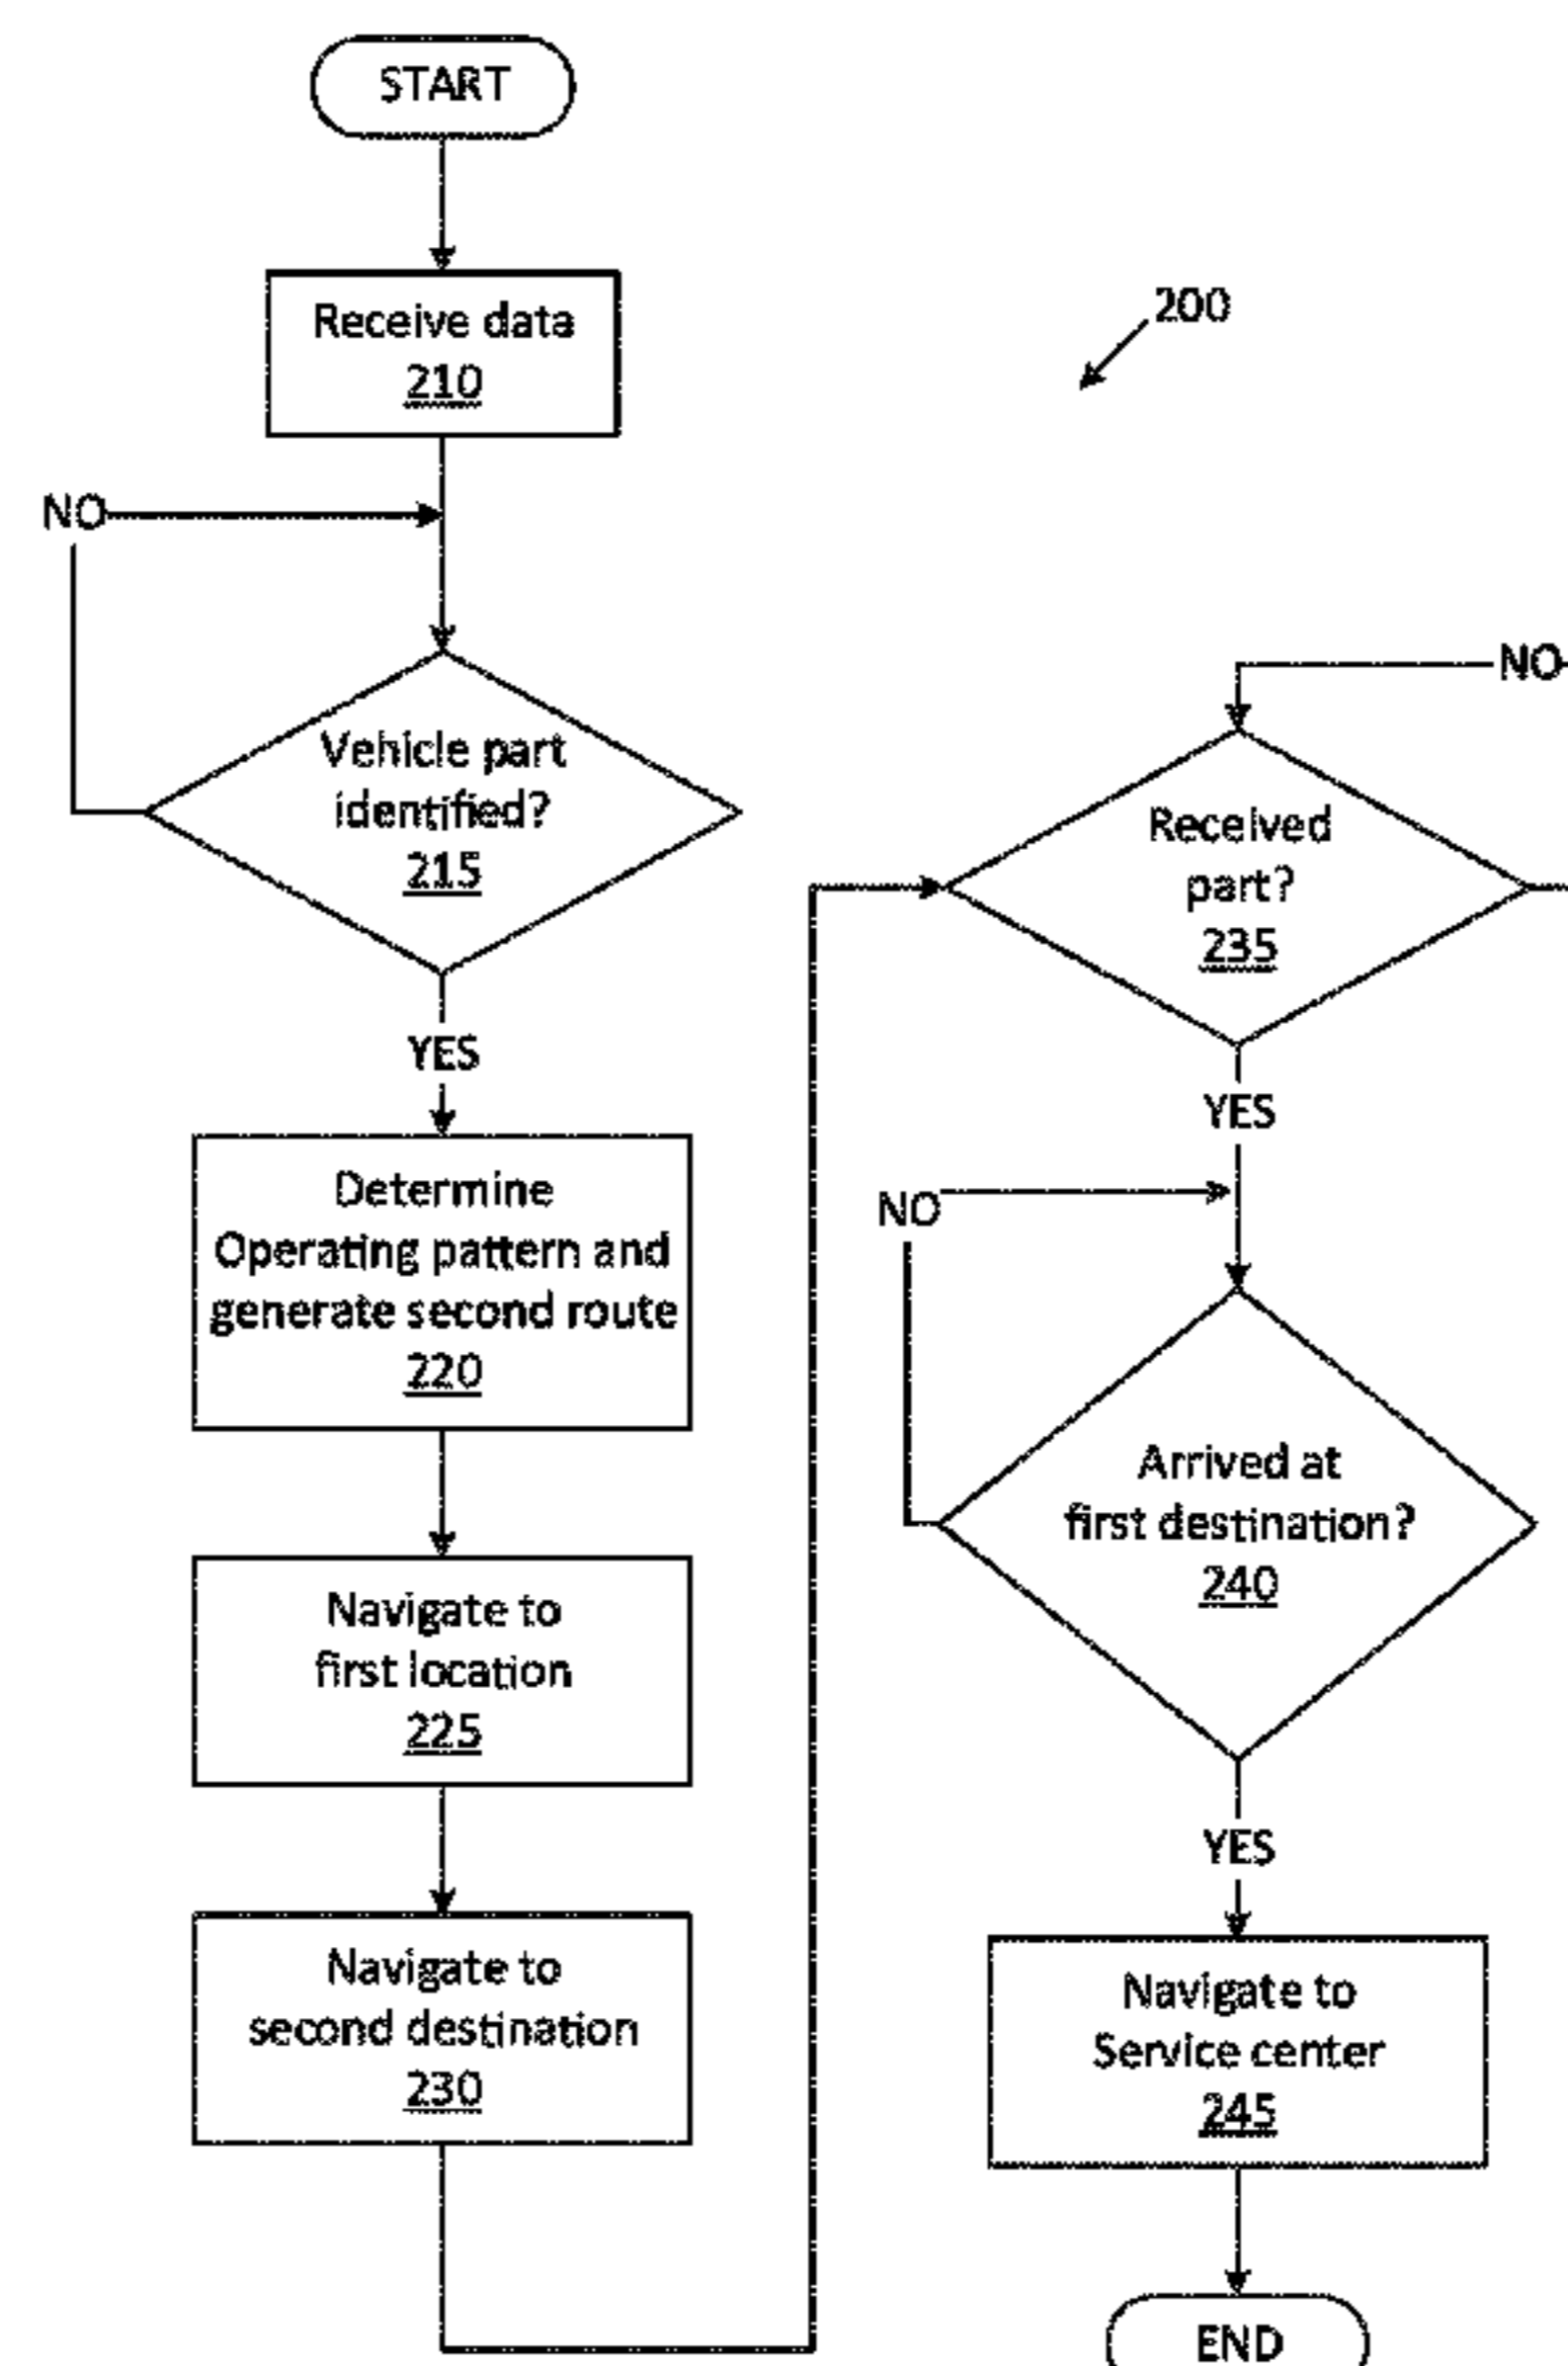 START
Receive data
210
200
NO
Vehicle part
identified?
215
YES
Determine
Operating pattern and
generate second route
220
Navigate to
first location
225
Navigate to
second destination
230
NO
Received
part?
235
YES
NO
Arrived at
first destination?
240
YES
Navigate to
Service center
245
END